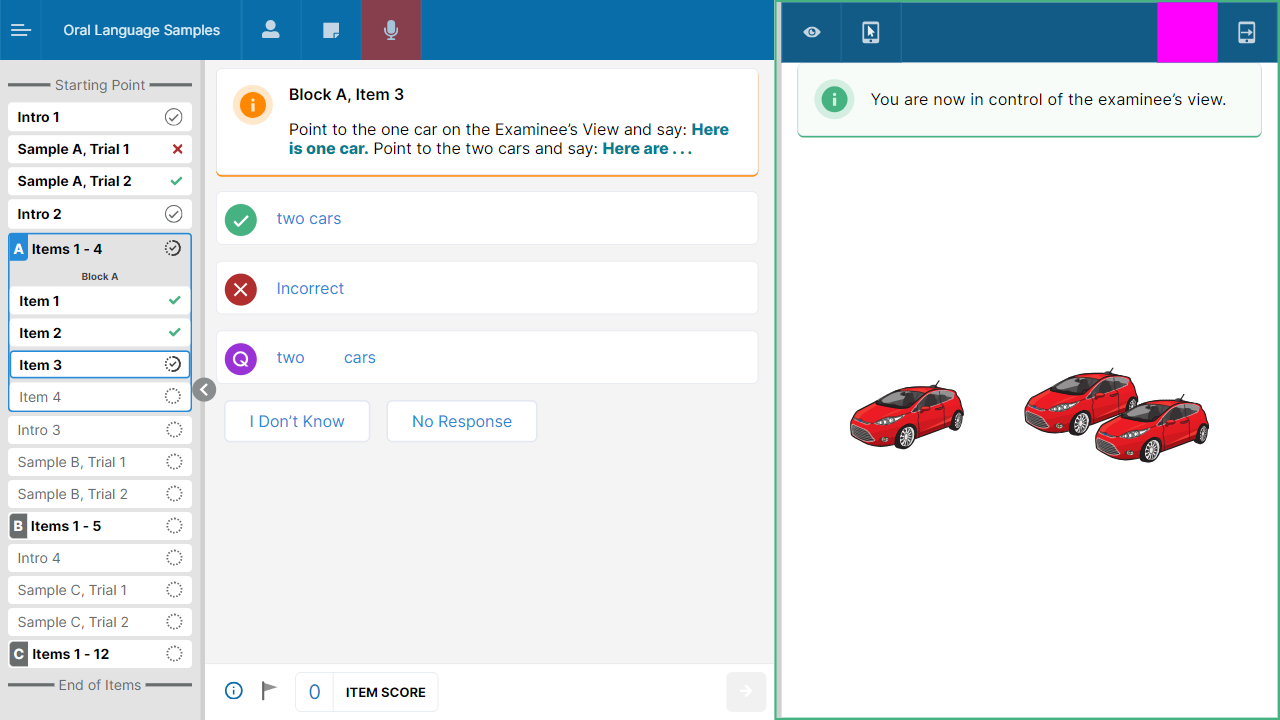 Oral Language Samples
Starting Point
Intro 1
Sample A, Trial 1
Sample A, Trial 2
Intro 2
A Items 1 - 4
Block A
Item 1
Item 2
Item 3
Item 4
Intro 3
Sample B, Trial 1
Sample B, Trial 2
B Items 1 - 5
Intro 4
Sample C, Trial 1
Sample C, Trial 2
C Items 1 - 12
End of Items
Block A, Item 3
Point to the one car on the Examinee’s View and say: Here
is one car. Point to the two cars and say: Here are . . .
two cars
Incorrect
Q two cars
I Don’t Know No Response
0 ITEM SCORE
You are now in control of the examinee’s view.